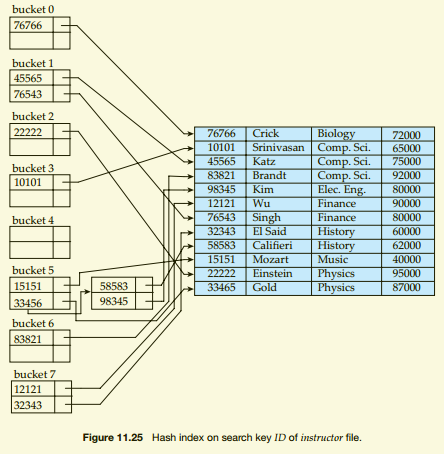 bucket 0
76766
bucket 1
45565
76543
bucket 2
22222
bucket 3
10101
bucket 4
bucket 5
15151
33456
58583
98345
bucket 6
83821
bucket 7
12121
32343
76766 Crick Biology 72000
10101 Srinivasan Comp. Sci. 65000
45565 Katz Comp. Sci. 75000
83821 Brandt Comp. Sci. 92000
98345 Kim Elec. Eng. 80000
12121 Wu Finance 90000
76543 Singh Finance 80000
32343 El Said History 60000
58583 Califieri History 62000
15151 Mozart Music 40000
22222 Einstein Physics 95000
33465 Gold Physics 87000
Figure 11.25 Hash index on search key ID of instructor file.